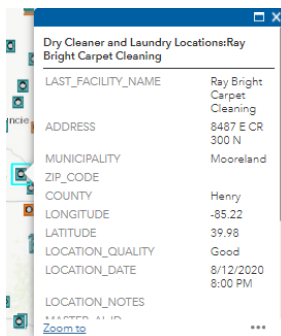 Dry Cleaner and Laundry Locations:Ray
Bright Carpet Cleaning
LAST_FACILITY_NAME Ray Bright
Carpet
Cleaning
ADDRESS 8487 E CR
300 N
MUNICIPALITY Mooreland
ZIP_CODE
COUNTY Henry
LONGITUDE -85.22
LATITUDE 39.98
LOCATION_QUALITY Good
LOCATION_DATE 8/12/2020
8:00 PM
LOCATION_NOTES
Zoom to
ncie